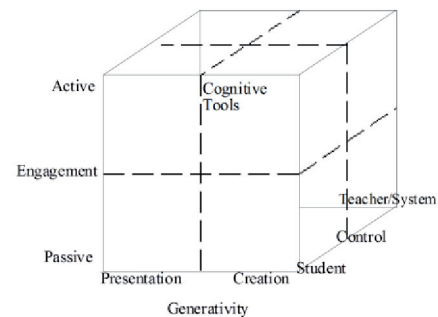 Active
Cognitive
Tools
Engagement
Teacher/System
Control
Passive
Student
Presentation
Creation
Generativity